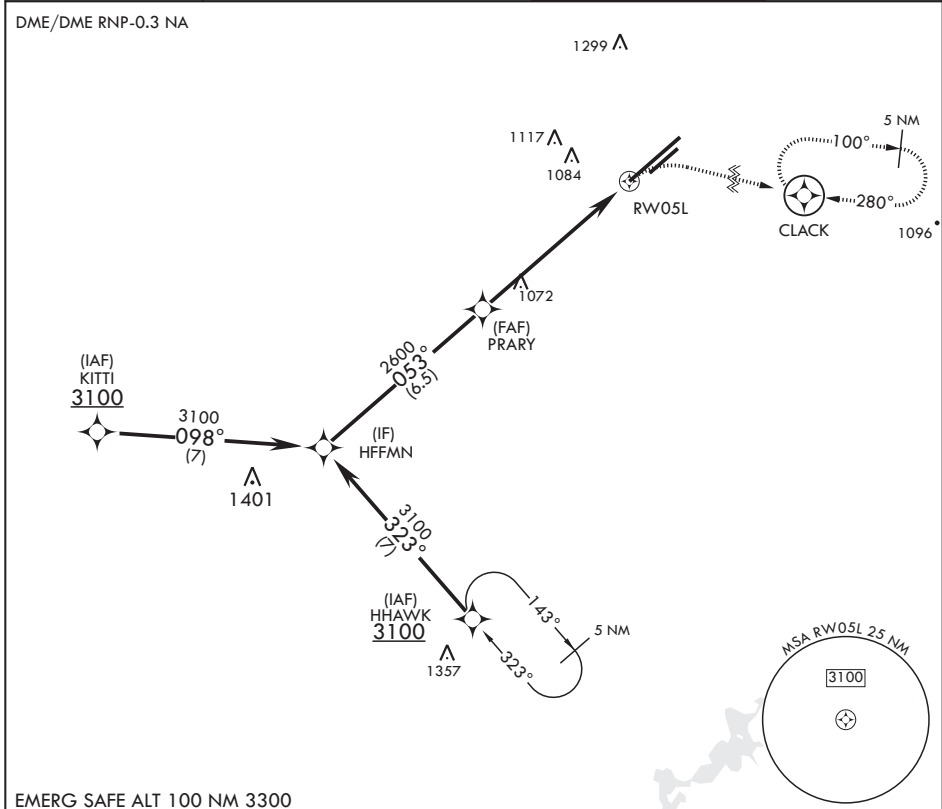 DME/DME RNP-0.3 NA
1299
5 NM
1117
100°
1084
RW05L
280°
CLACK
1096
1072
(FAF)
PRARY
2600
053°
(6.5)
(IAF)
KITTI
3100
3100
098°
(7)
(IF)
HFFMN
1401
3100
323°
(7)
(IAF)
HHAWK
3100
143°
5 NM
323°
1357
MSA RW05L 25 NM
3100
EMERG SAFE ALT 100 NM 3300